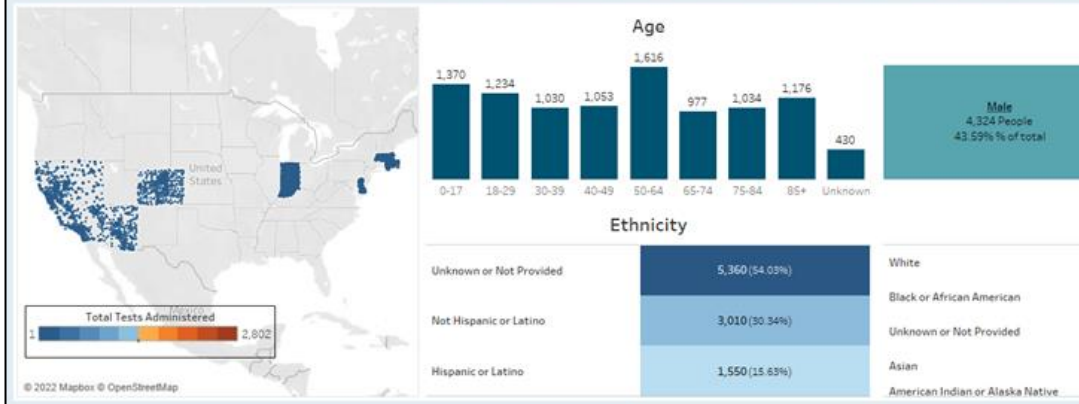 United
States
Mexico
Total Tests Administered
1
2,802
© 2022 Mapbox © OpenStreetMap
Age
1,370
1,234
1,030
1,053
1,616
977
1,034
1,176
430
0-17
18-29
30-39
40-49
50-64
65-74
75-84
85+
Unknown
Male
4,324 People
43.59% % of total
Ethnicity
Unknown or Not Provided
5,360 (54.03%)
Not Hispanic or Latino
3,010 (30.34%)
Hispanic or Latino
1,550 (15.63%)
White
Black or African American
Unknown or Not Provided
Asian
American Indian or Alaska Native